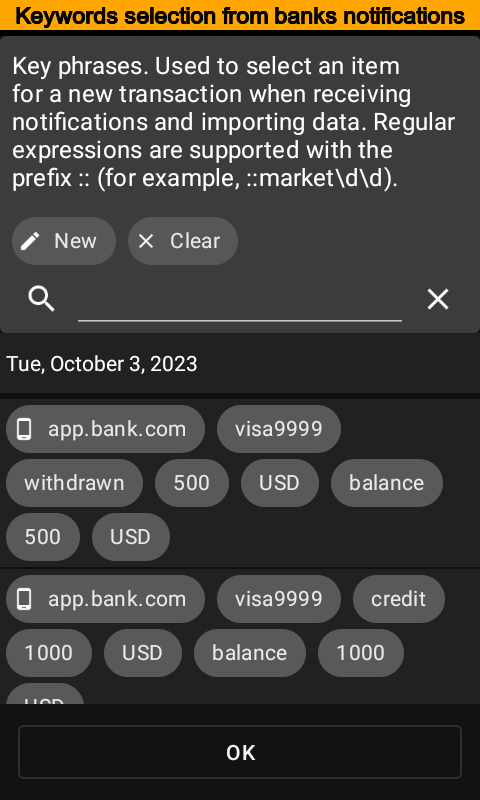 Keywords selection from banks notifications
Key phrases. Used to select an item
for a new transaction when receiving
notifications and importing data. Regular
expressions are supported with the
prefix :: (for example, ::market\d\d).
New Clear
Tue, October 3, 2023
app.bank.com visa9999
withdrawn 500 USD balance
500 USD
app.bank.com visa9999 credit
1000 USD balance 1000
USD
OK